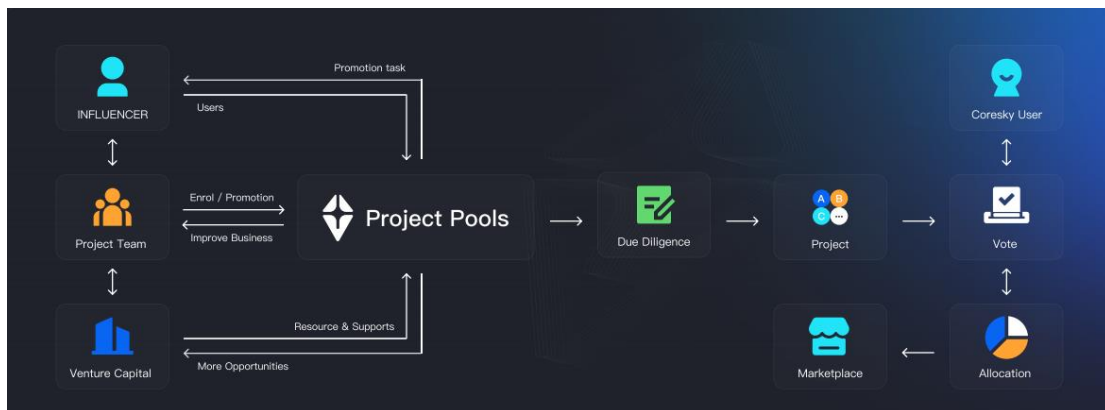 Promotion task
INFLUENCER
Users
Coresky User
Enrol / Promotion
Project Team
Improve Business
Project Pools
Due Diligence
A B
C ...
Project
Vote
Resource & Supports
Venture Capital
More Opportunities
Marketplace
Allocation